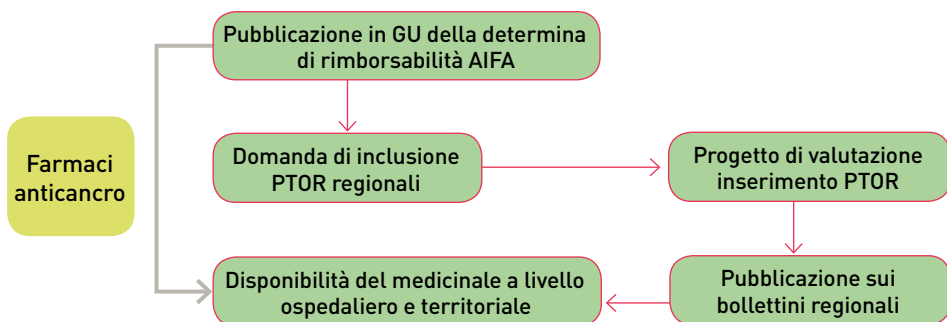 Pubblicazione in GU della determina
di rimborsabilità AIFA
Farmaci
anticancro
Domanda di inclusione
PTOR regionali
Progetto di valutazione
inserimento PTOR
Disponibilità del medicinale a livello
ospedaliero e territoriale
Pubblicazione sui
bollettini regionali